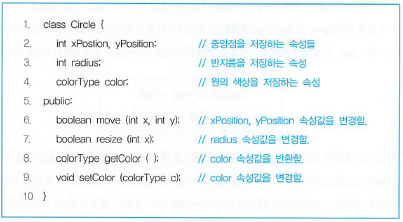 1. class Circle {
2. int xPostion, yPosition; // 중앙점을 저장하는 속성들
3. int radius; // 반지름을 저장하는 속성
4. colorType color; // 원의 색상을 저장하는 속성
5. public:
6. boolean move (int x, int y); // xPosition, yPosition 속성값을 변경함.
7. boolean resize (int x); // radius 속성값을 변경함.
8. colorType getColor ( ); // color 속성값을 반환함.
9. void setColor (colorType c); // color 속성값을 변경함.
10 }